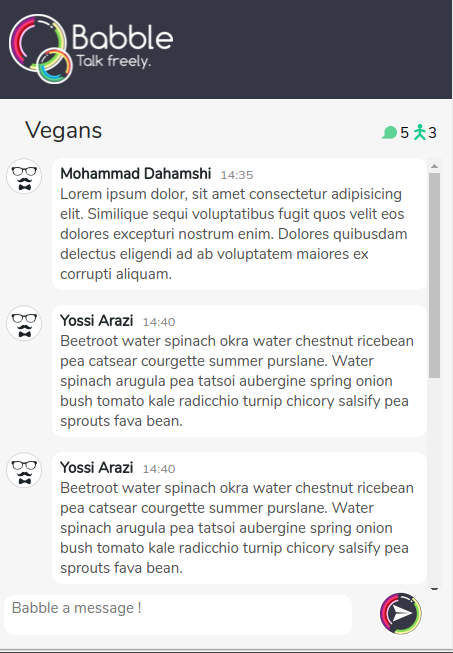 Babble
Talk freely.
Vegans
5 3
Mohammad Dahamshi 14:35
Lorem ipsum dolor, sit amet consectetur adipisicing
elit. Similique sequi voluptatibus fugit quos velit eos
dolores excepturi nostrum enim. Dolores quibusdam
delectus eligendi ad ab voluptatem maiores ex
corrupti aliquam.
Yossi Arazi 14:40
Beetroot water spinach okra water chestnut ricebean
pea catsear courgette summer purslane. Water
spinach arugula pea tatsoi aubergine spring onion
bush tomato kale radicchio turnip chicory salsify pea
sprouts fava bean.
Yossi Arazi 14:40
Beetroot water spinach okra water chestnut ricebean
pea catsear courgette summer purslane. Water
spinach arugula pea tatsoi aubergine spring onion
bush tomato kale radicchio turnip chicory salsify pea
sprouts fava bean.
Babble a message !